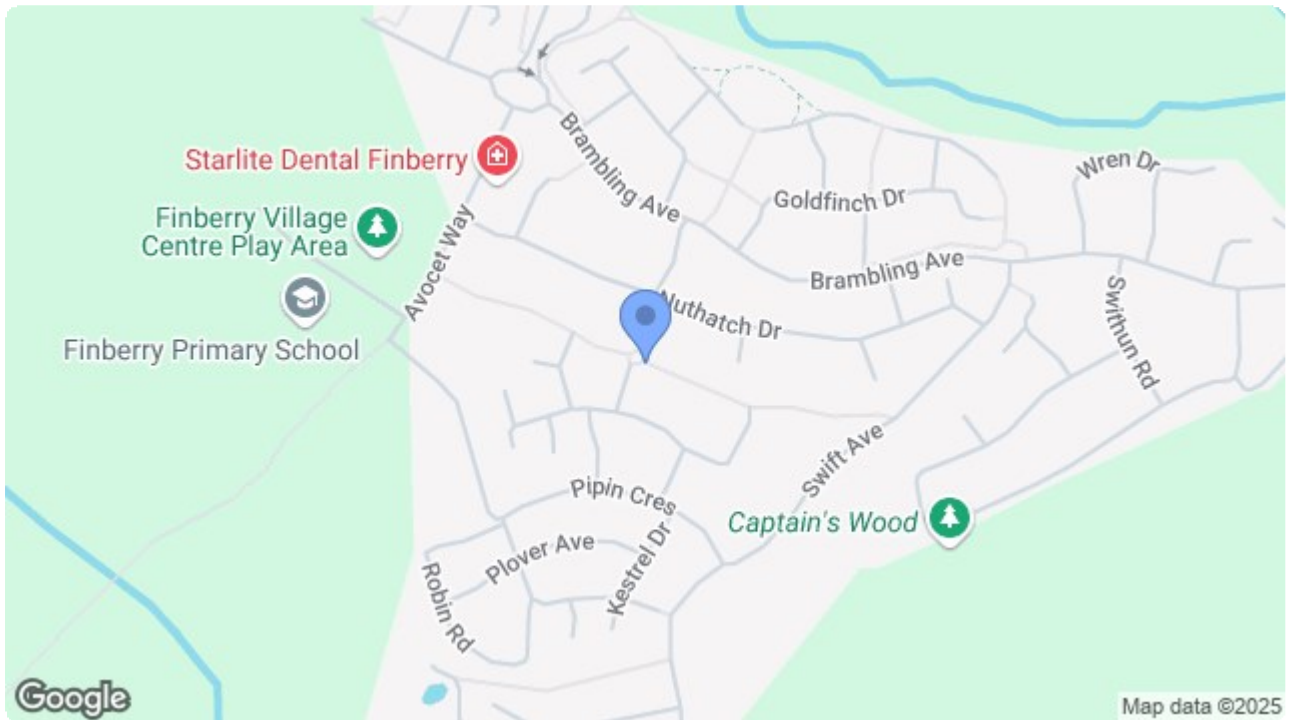 Starlite Dental Finberry
Brambling Ave
Wren Dr
Goldfinch Dr
Finberry Village
Centre Play Area
Avocet Way
Brambling Ave
Nuthatch Dr
Swithun Rd
Finberry Primary School
Swift Ave
Pipin Cres
Captain's Wood
Plover Ave
Kestrel Dr
Robin Rd
Google
Map data ©2025